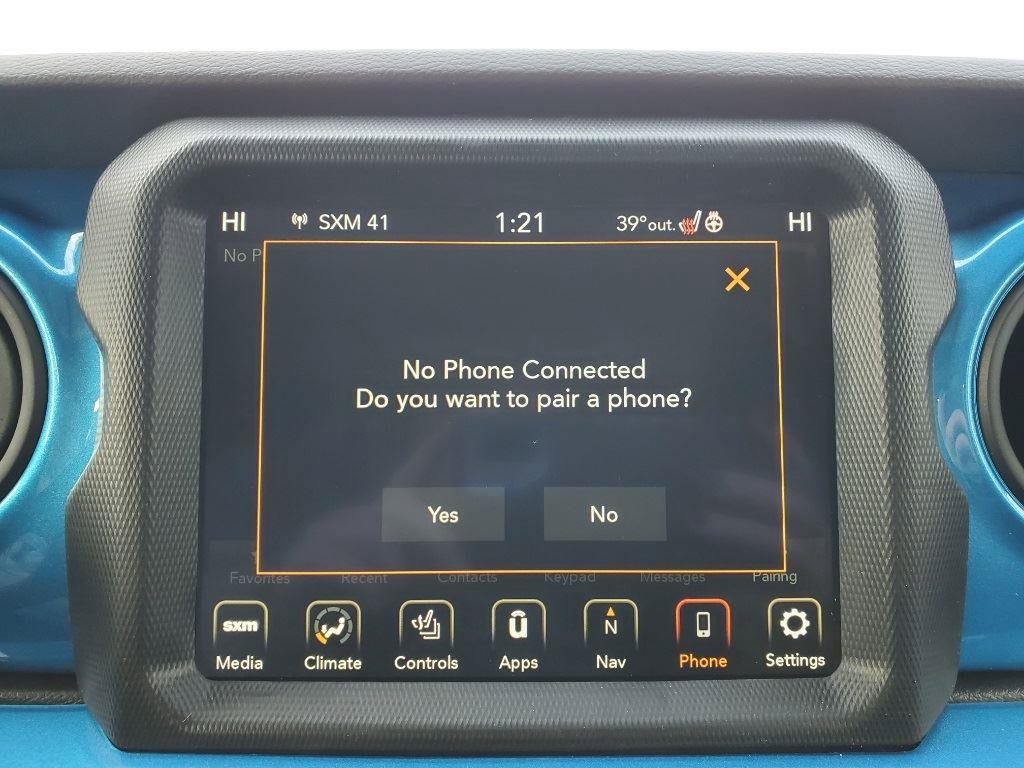 HI SXM 41 1:21 39°out. HI
No P
No Phone Connected
Do you want to pair a phone?
Yes No
Favorites Recent Contacts Keypad Messages Pairing
sxm û N
Media Climate Controls Apps Nav Phone Settings